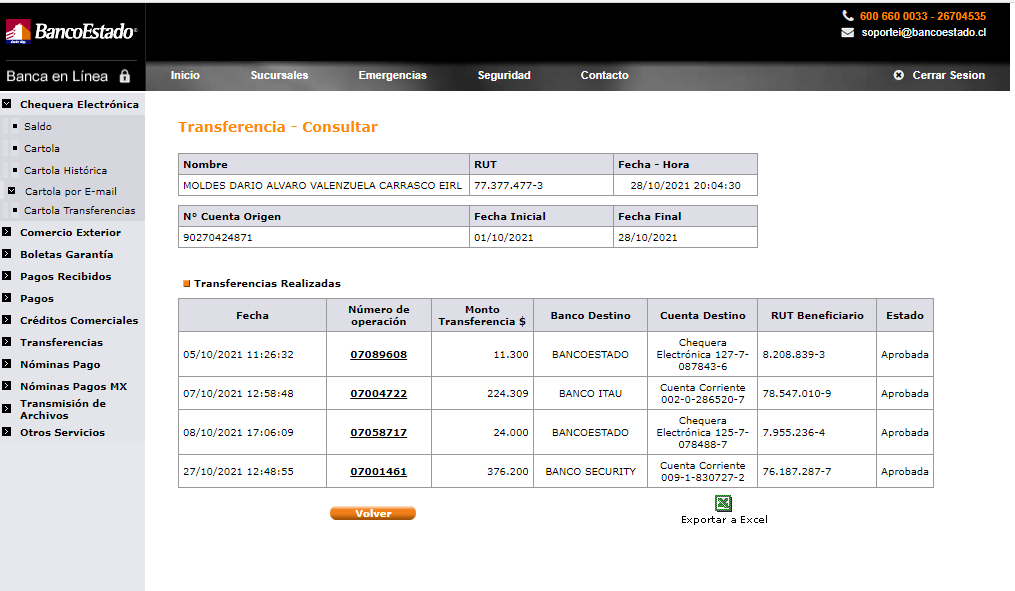 BancoEstado
600 660 0033 - 26704535
soportei@bancoestado.cl
Banca en Línea
Inicio Sucursales Emergencias Seguridad Contacto Cerrar Sesion
Chequera Electrónica
Saldo
Cartola
Cartola Histórica
Cartola por E-mail
Cartola Transferencias
Comercio Exterior
Boletas Garantía
Pagos Recibidos
Pagos
Créditos Comerciales
Transferencias
Nóminas Pago
Nóminas Pagos MX
Transmisión de
Archivos
Otros Servicios
Transferencia - Consultar
Nombre RUT Fecha - Hora
MOLDES DARIO ALVARO VALENZUELA CARRASCO EIRL 77.377.477-3 28/10/2021 20:04:30
Nº Cuenta Origen Fecha Inicial Fecha Final
90270424871 01/10/2021 28/10/2021
Transferencias Realizadas
Fecha Número de operación Monto Transferencia $ Banco Destino Cuenta Destino RUT Beneficiario Estado
05/10/2021 11:26:32 07089608 11.300 BANCOESTADO Chequera Electrónica 127-7-087843-6 8.208.839-3 Aprobada
07/10/2021 12:58:48 07004722 224.309 BANCO ITAU Cuenta Corriente 002-0-286520-7 78.547.010-9 Aprobada
08/10/2021 17:06:09 07058717 24.000 BANCOESTADO Chequera Electrónica 125-7-078488-7 7.955.236-4 Aprobada
27/10/2021 12:48:55 07001461 376.200 BANCO SECURITY Cuenta Corriente 009-1-830727-2 76.187.287-7 Aprobada
Volver
Exportar a Excel